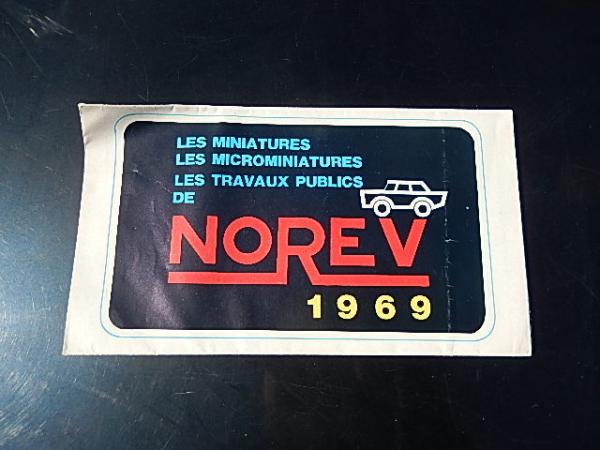 LES MINIATURES
LES MICROMINIATURES
LES TRAVAUX PUBLICS
DE
NOREV
1969